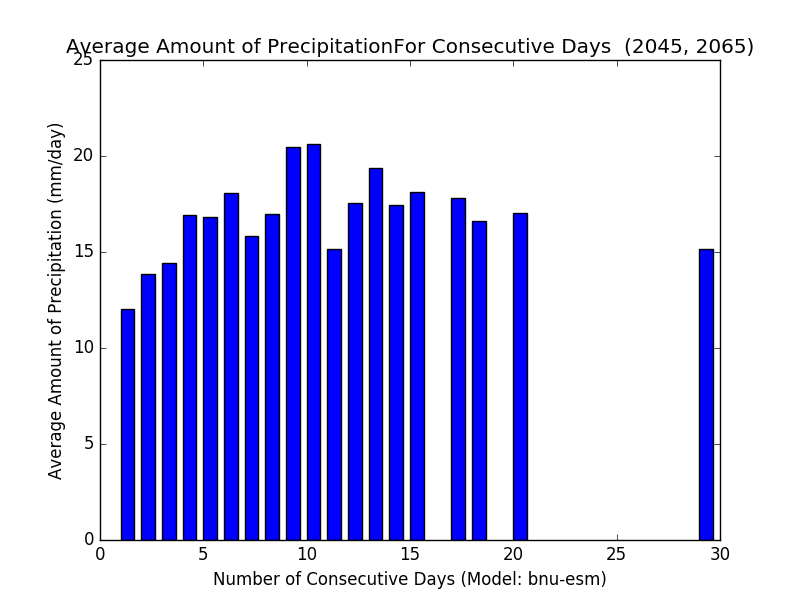 Average Amount of PrecipitationFor Consecutive Days  (2045, 2065)
25
20
15
10
5
0
Average Amount of Precipitation (mm/day)
0 5 10 15 20 25 30
Number of Consecutive Days (Model: bnu-esm)